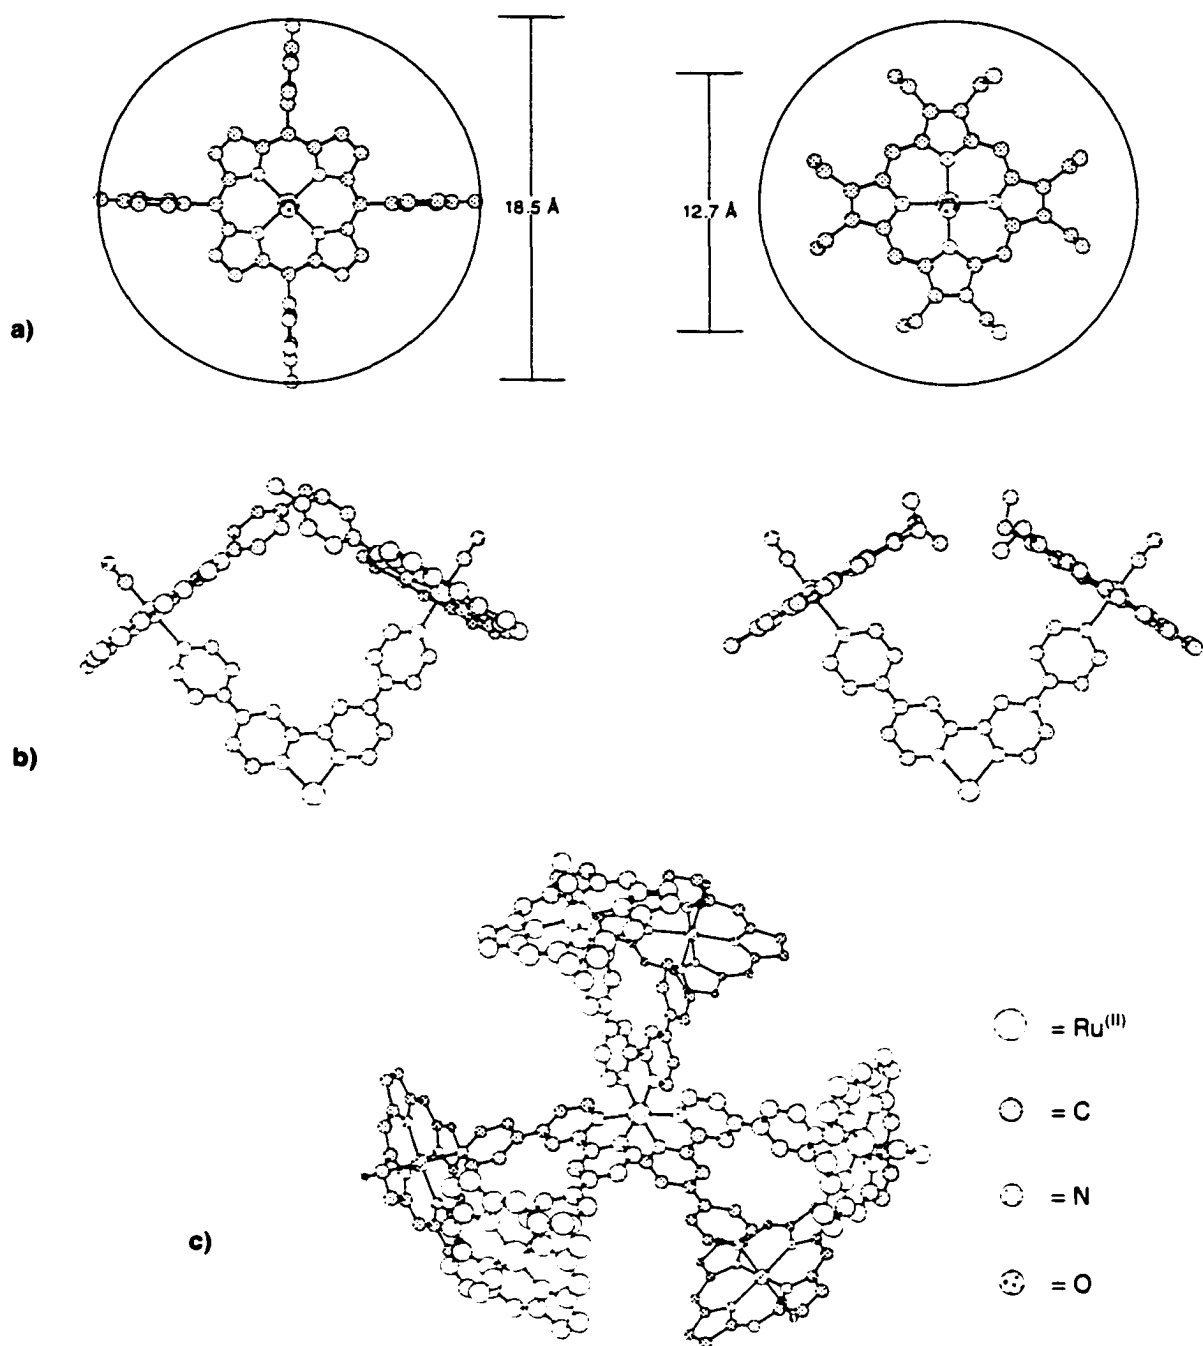 18.5 Å
12.7 Å
a)
b)
= Ru(II)
= C
= N
= O
c)